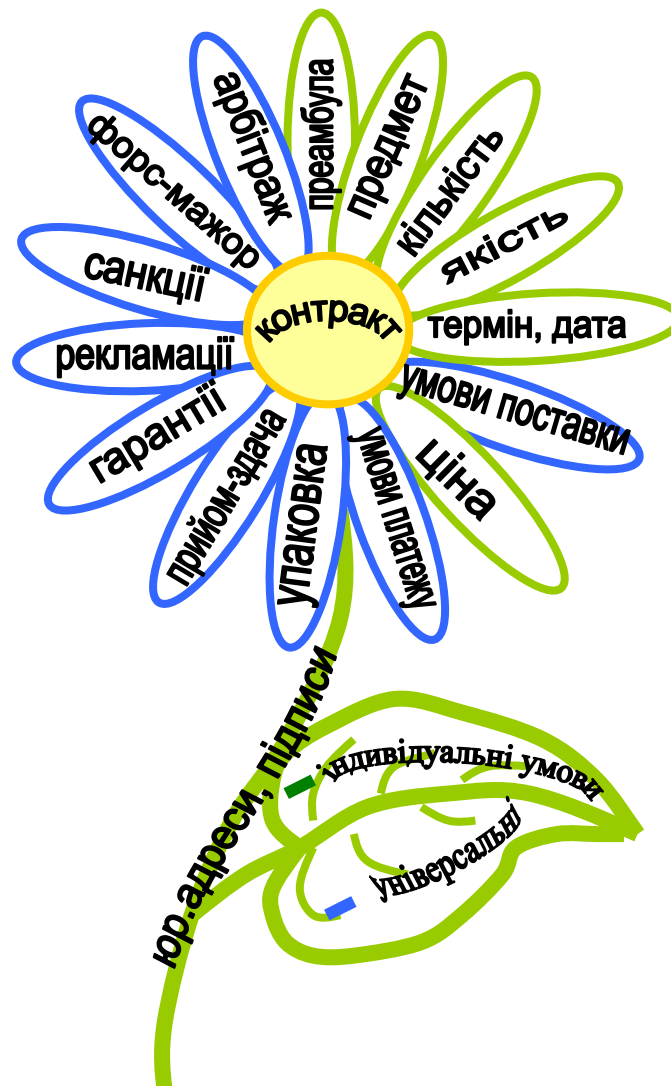 контракт
преамбула
предмет
кількість
якість
термін, дата
умови поставки
ціна
умови платежу
упаковка
прийом-здача
гарантії
рекламації
санкції
форс-мажор
арбітраж
юр.адреси, підписи
індивідуальні умови
універсальні